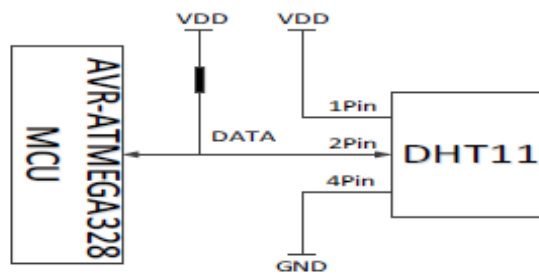 VDD
VDD
AVR-ATMEGA328
MCU
1Pin
DATA
2Pin
DHT11
4Pin
GND